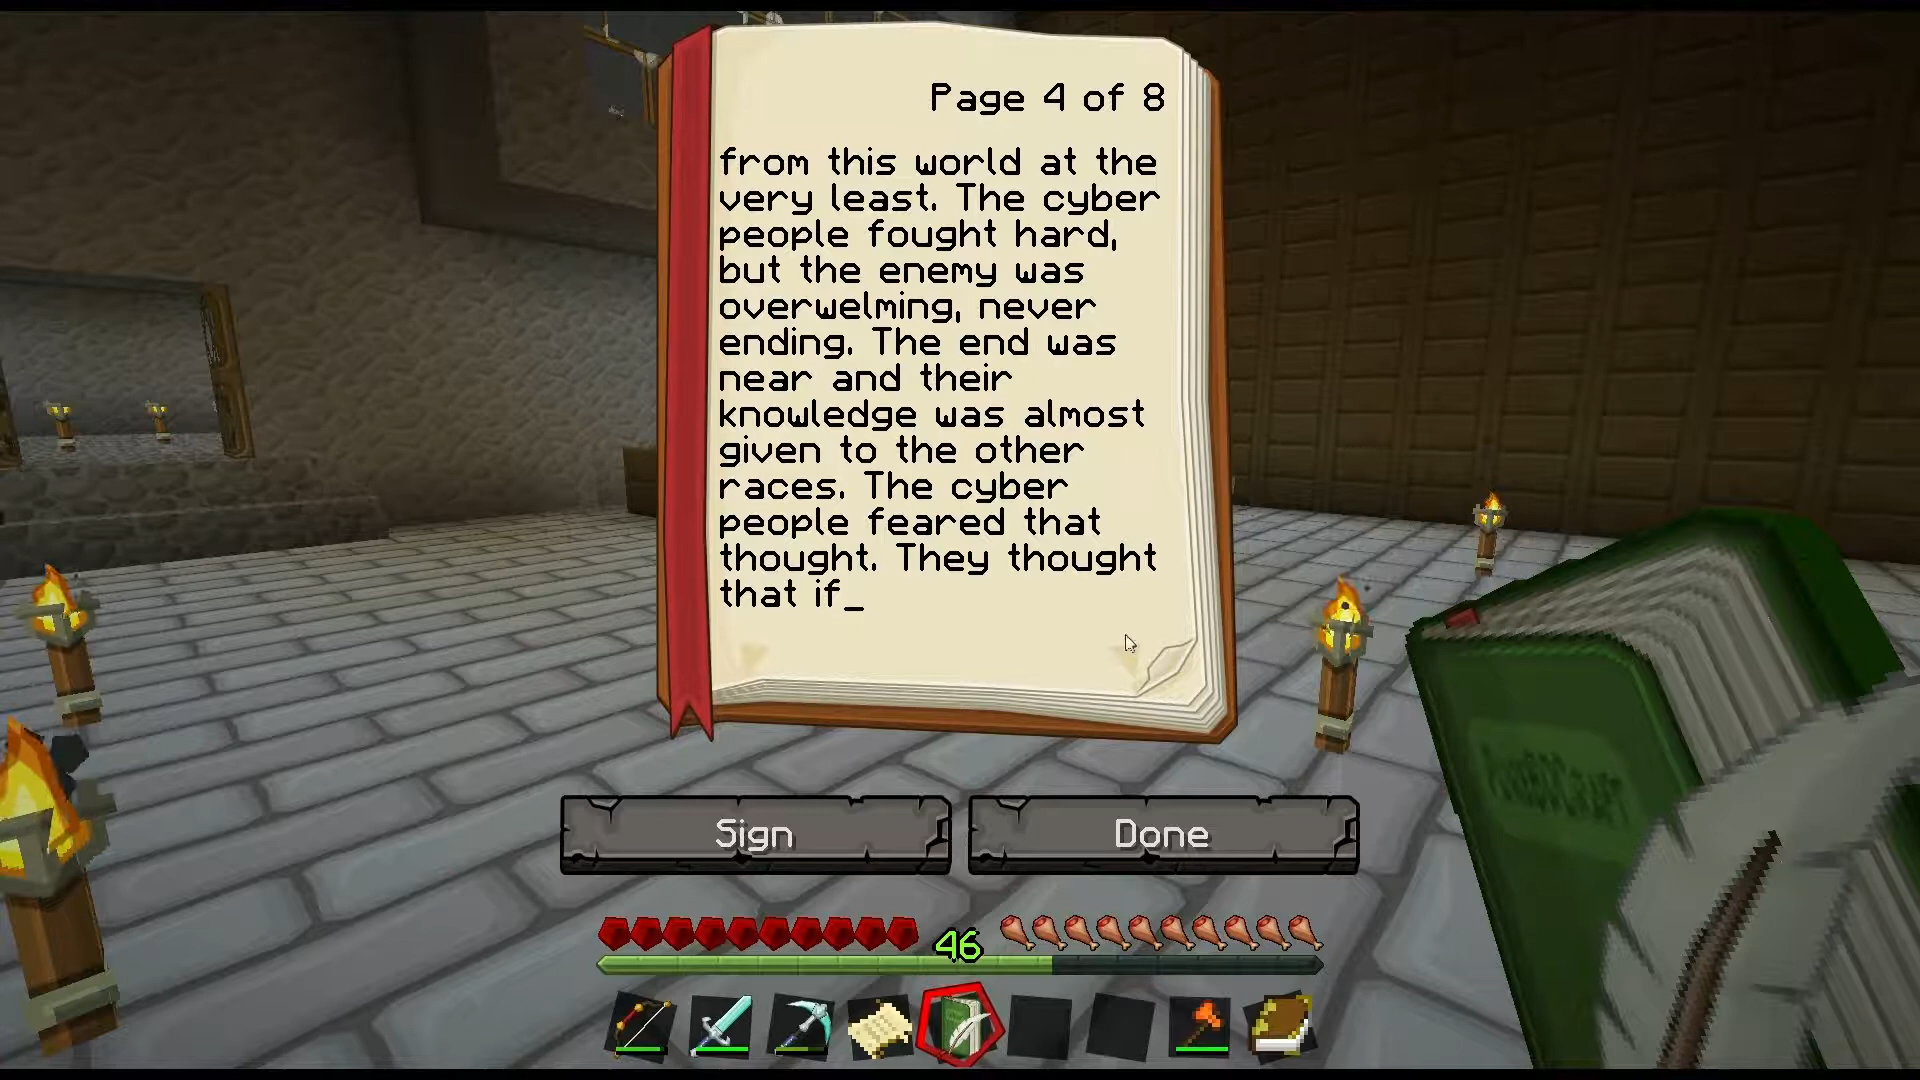 Page 4 of 8
from this world at the
very least. The cyber
people fought hard,
but the enemy was
overwelming, never
ending. The end was
near and their
knowledge was almost
given to the other
races. The cyber
people feared that
thought. They thought
that if_
Sign
Done
46